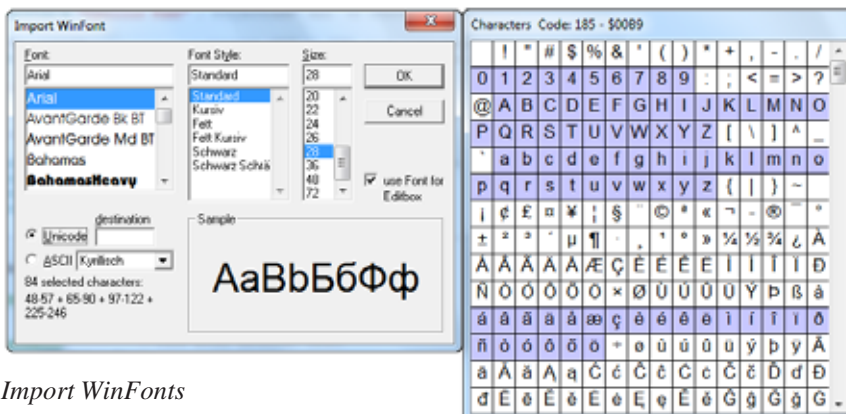 Import WinFont
Font:
Arial
Arial
AvantGarde Bk BT
AvantGarde Md BT
Bahamas
BahamasHeavy
Font Style:
Standard
Standard
Kursiv
Fett
Fett Kursiv
Schwarz
Schwarz Schrä
Size:
28
20
22
24
26
28
36
48
72
OK
Cancel
use Font for
Editbox
destination
Unicode
ASCII Kyrillisch
84 selected characters:
48-57 + 65-90 + 97-122 +
225-246
Sample
AaBbБбФф
Import WinFonts
Characters Code: 185 - $00B9
! " # $ % & ' ( ) * + , - . /
0 1 2 3 4 5 6 7 8 9 : ; < = > ?
@ A B C D E F G H I J K L M N O
P Q R S T U V W X Y Z [ \ ] ^ _
` a b c d e f g h i j k l m n o
p q r s t u v w x y z { | } ~
¡ ¢ £ ¤ ¥ ¦ § ¨ © ª « ¬ - ® ¯ °
± ² ³ ´ µ ¶ · ¸ ¹ º » ¼ ½ ¾ ¿ À
Á Â Ã Ä Å Æ Ç È É Ê Ë Ì Í Î Ï Ð
Ñ Ò Ó Ô Õ Ö × Ø Ù Ú Û Ü Ý Þ ß à
á â ã ä å æ ç è é ê ë ì í î ï ð
ñ ò ó ô õ ö ÷ ø ù ú û ü ý þ ÿ Ā
ā Ă ă Ą ą Ć ć Ĉ ĉ Ċ ċ Č č Ď ď Đ
đ Ē ē Ĕ ĕ Ė ė Ę ę Ě ě Ĝ ĝ Ğ ğ Ġ